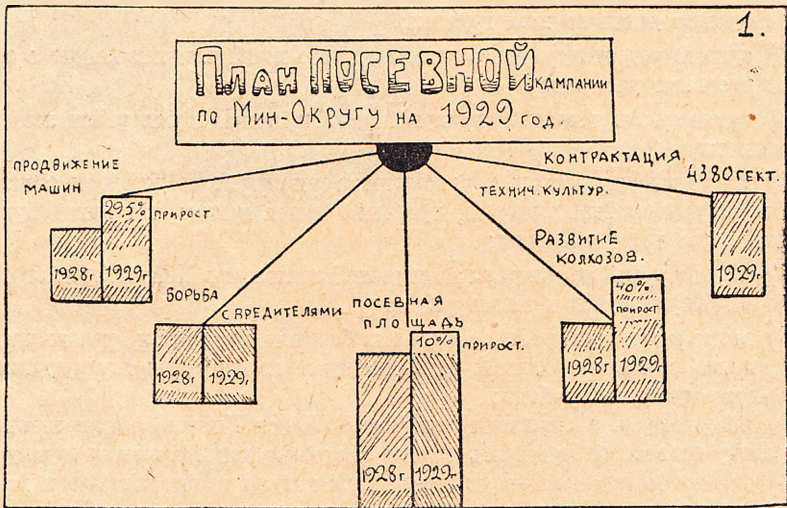 1.
ПЛАН ПОСЕВНОЙ КАМПАНИИ
ПО МИН-ОКРУГУ НА 1929 ГОД.
ПРОДВИЖЕНИЕ
МАШИН
29,5%
ПРИРОСТ.
1928г
1929г
БОРЬБА
С ВРЕДИТЕЛЯМИ
1928г
1929г
ПОСЕВНАЯ
ПЛОЩАДЬ
10%
ПРИРОСТ.
1928г
1929г
РАЗВИТИЕ
КОЛКОЗОВ.
40%
ПРИРОСТ
1928г
1929г
КОНТРАКТАЦИЯ
ТЕХНИЧ. КУЛЬТУР.
4380 ГЕКТ.
1929г